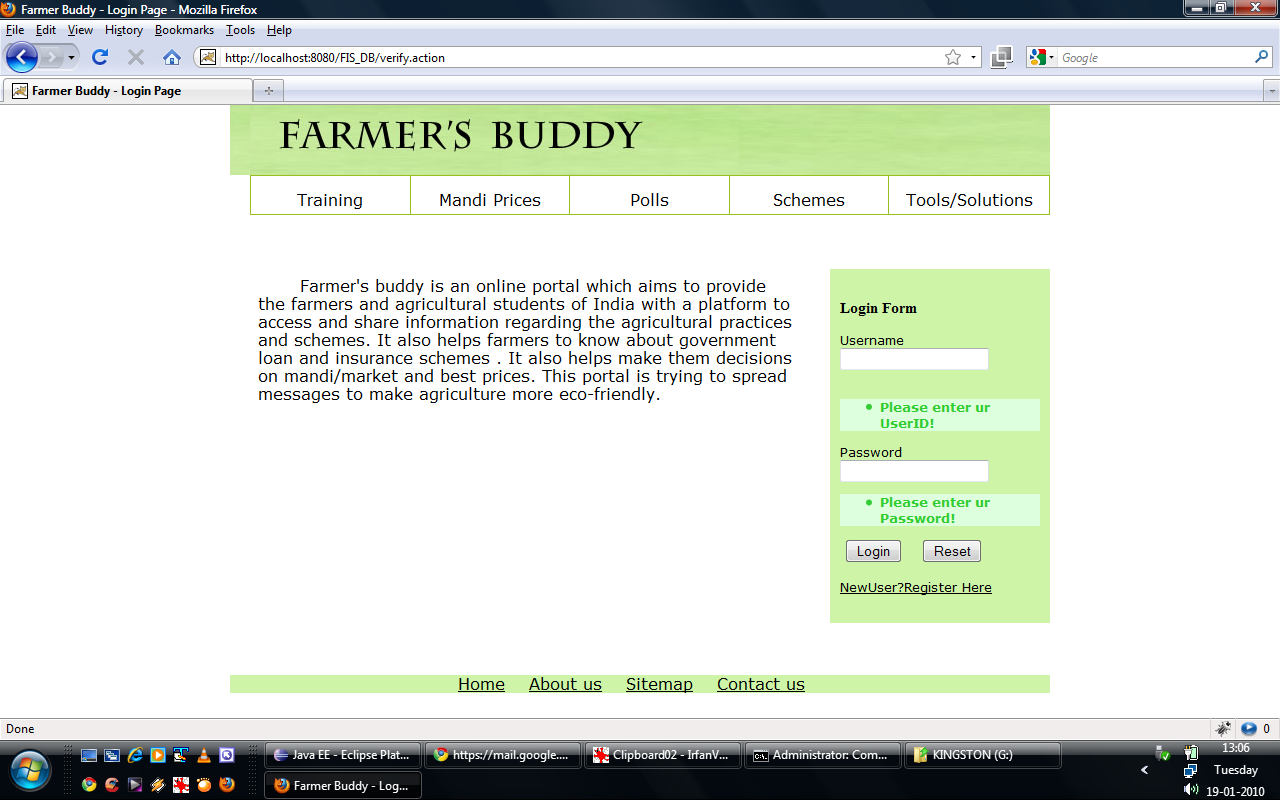 Farmer Buddy - Login Page - Mozilla Firefox
File Edit View History Bookmarks Tools Help
http://localhost:8080/FIS_DB/verify.action
Google
Farmer Buddy - Login Page
FARMER'S BUDDY
Training Mandi Prices Polls Schemes Tools/Solutions
Farmer's buddy is an online portal which aims to provide
the farmers and agricultural students of India with a platform to
access and share information regarding the agricultural practices
and schemes. It also helps farmers to know about government
loan and insurance schemes . It also helps make them decisions
on mandi/market and best prices. This portal is trying to spread
messages to make agriculture more eco-friendly.
Login Form
Username
Please enter ur
UserID!
Password
Please enter ur
Password!
Login Reset
NewUser?Register Here
Home About us Sitemap Contact us
Done 0
Java EE - Eclipse Plat... https://mail.google.... Clipboard02 - IrfanV... Administrator: Com... KINGSTON (G:)
Farmer Buddy - Log...
13:06
Tuesday
19-01-2010